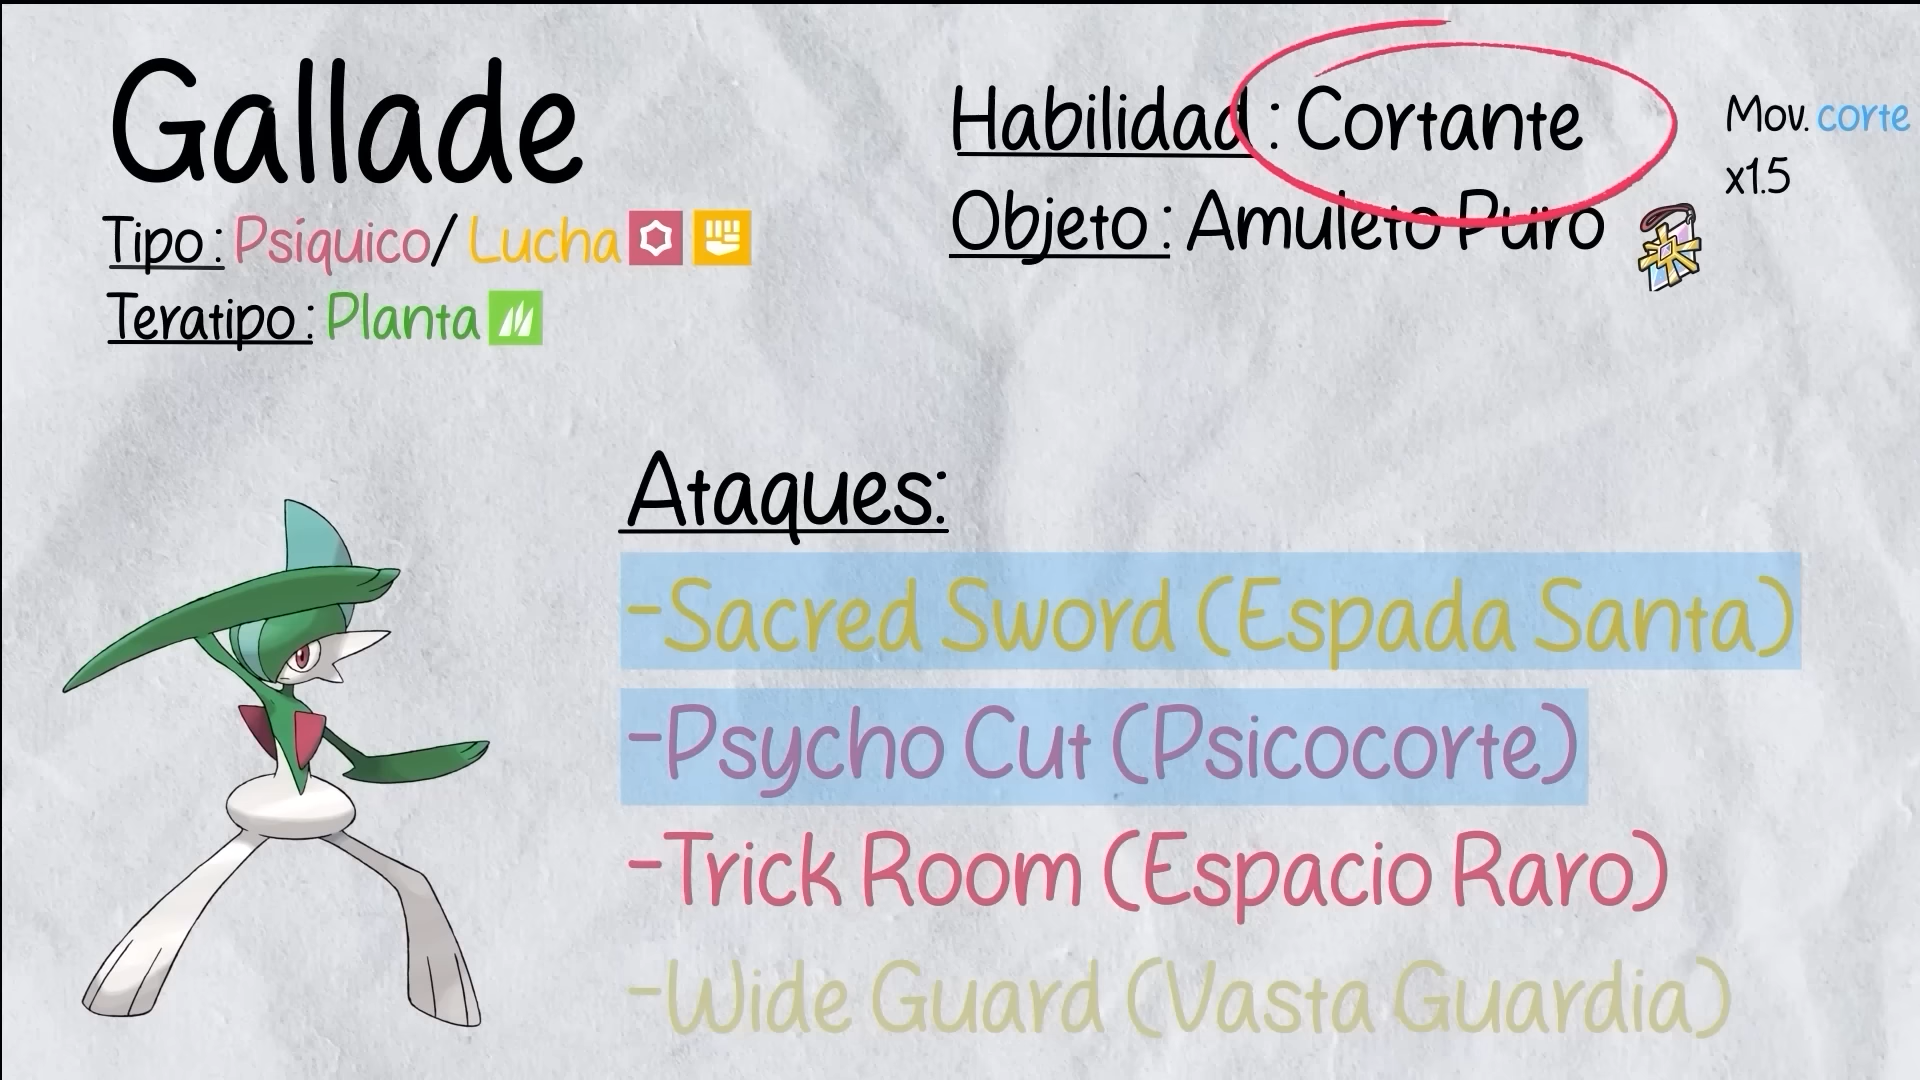 Gallade
Tipo: Psíquico/ Lucha
Teratipo: Planta
Habilidad: Cortante
Objeto: Amuleto Puro
Mov. corte
x1.5
Ataques:
-Sacred Sword (Espada Santa)
-Psycho Cut (Psicocorte)
-Trick Room (Espacio Raro)
-Wide Guard (Vasta Guardia)